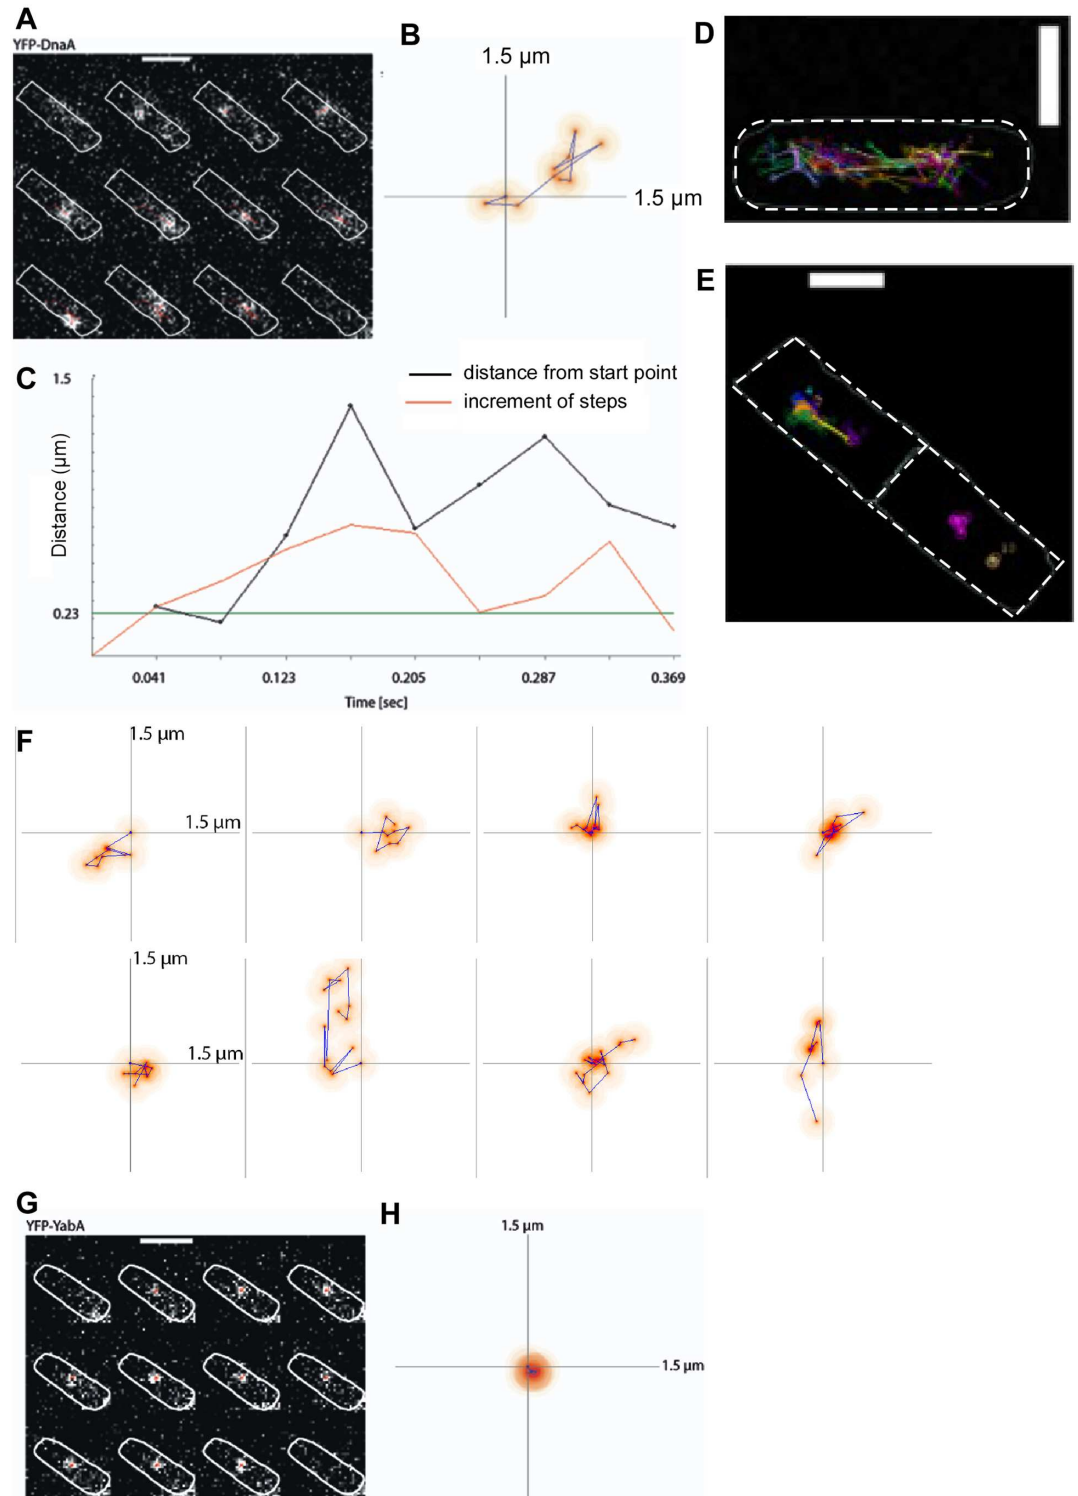 A
YFP-DnaA
B
1.5 µm
1.5 µm
D
E
C
1.5
distance from start point
increment of steps
Distance (µm)
0.23
0.041
0.123
0.205
0.287
0.369
Time [sec]
F
1.5 µm
1.5 µm
1.5 µm
1.5 µm
G
YFP-YabA
H
1.5 µm
1.5 µm